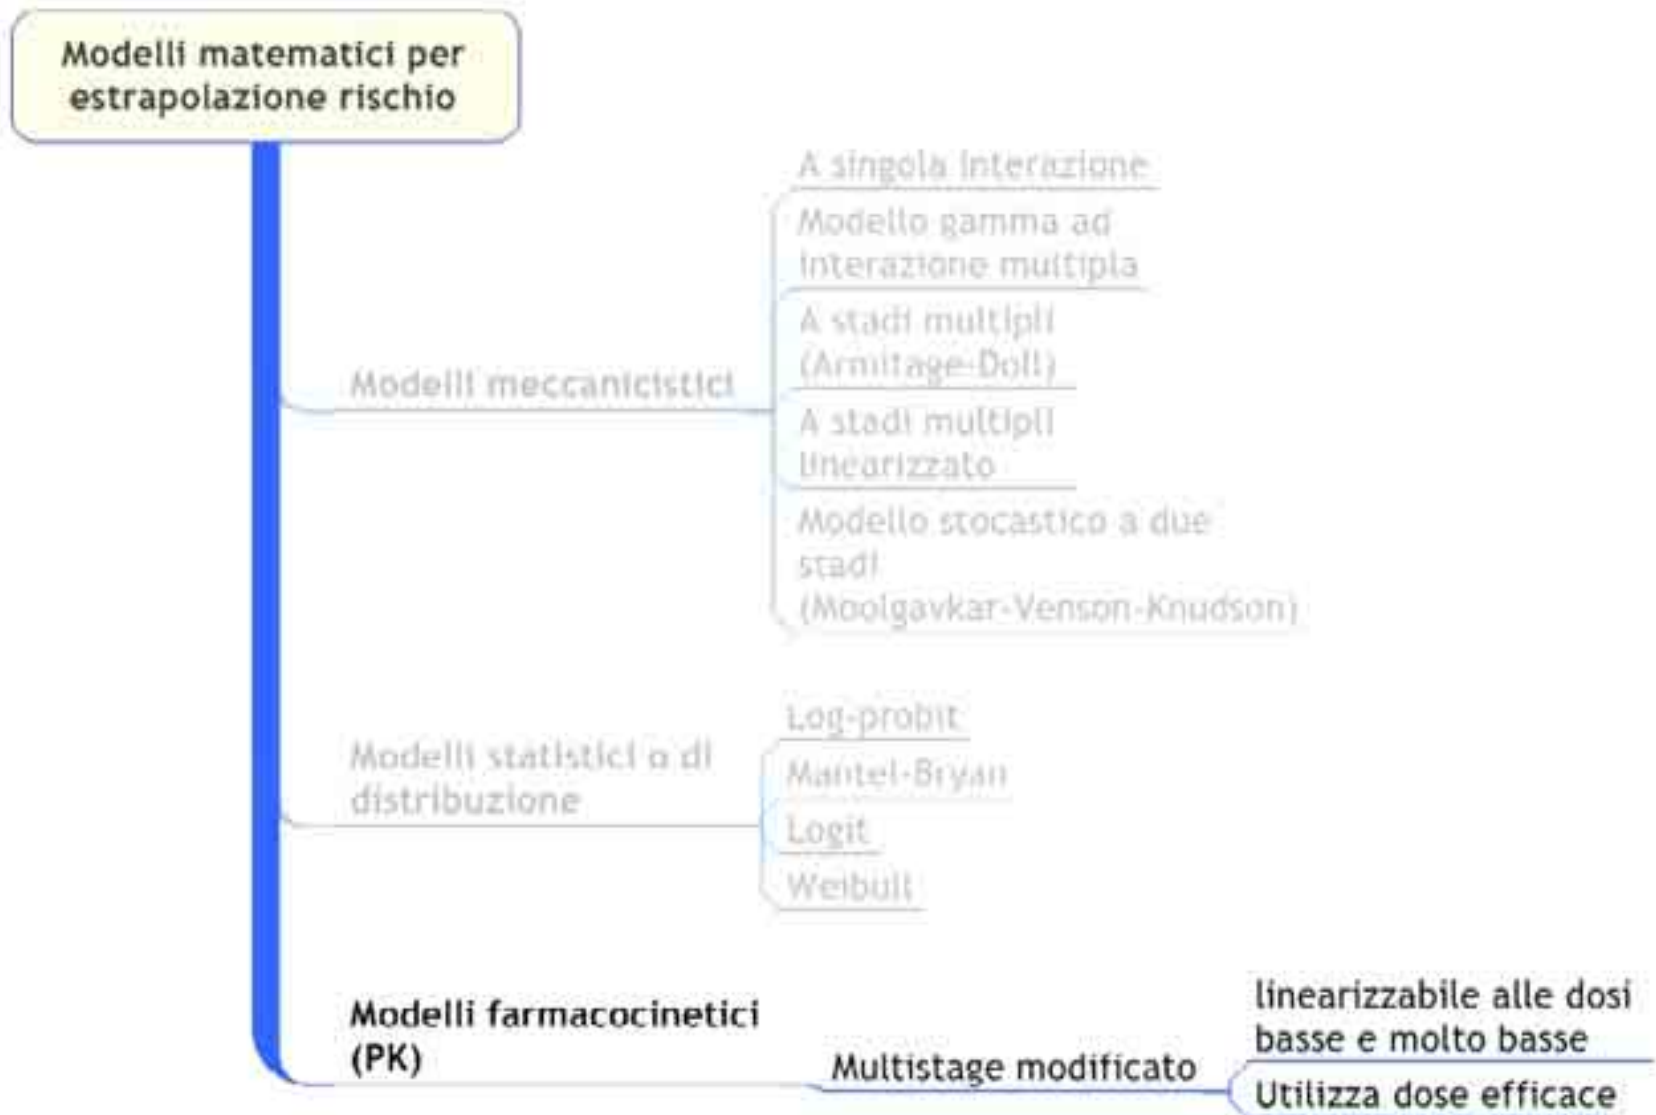 Modelli matematici per
estrapolazione rischio
A singola interazione
Modello gamma ad
interazione multipla
A stadi multipli
(Armitage-Doll)
Modelli meccanicistici
A stadi multipli
linearizzato
Modello stocastico a due
stadi
(Moolgavkar-Venson-Knudson)
Log-probit
Modelli statistici o di
distribuzione
Mantel-Bryan
Logit
Weibull
Modelli farmacocinetici
(PK)
Multistage modificato
linearizzabile alle dosi
basse e molto basse
Utilizza dose efficace